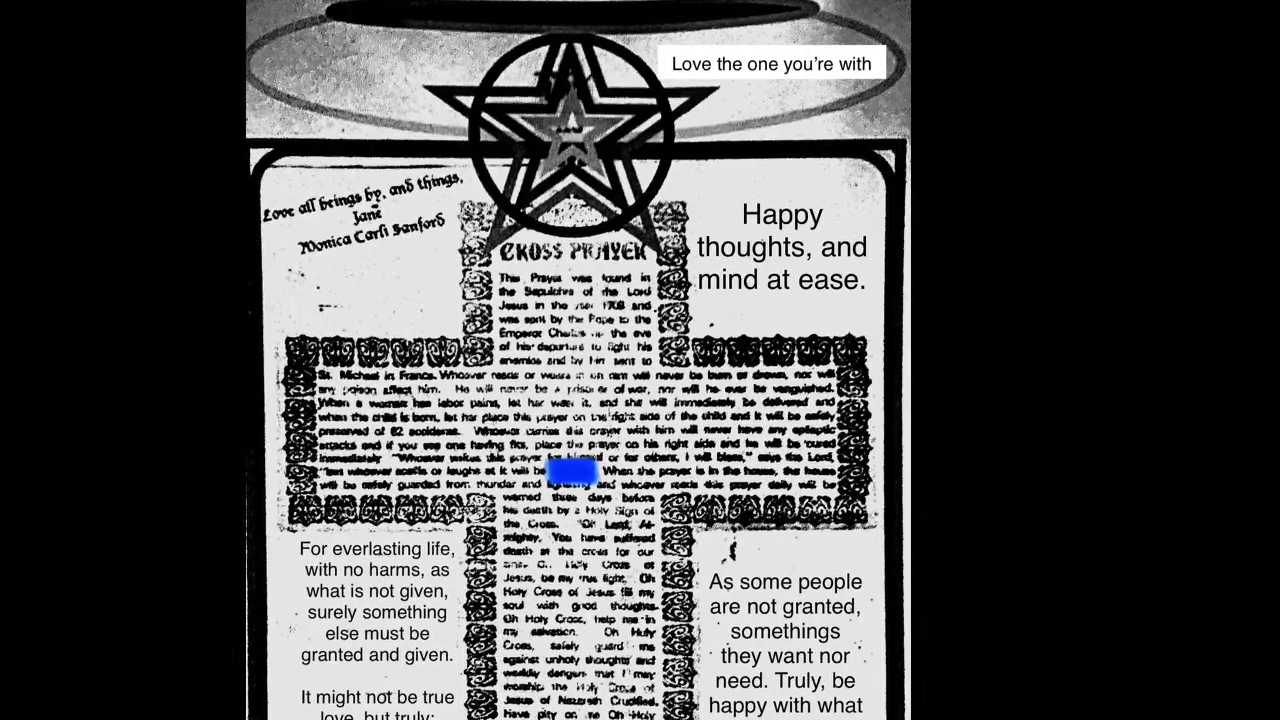 Love the one you're with
Love all beings by, and things,
Jane
Monica Carli Sanford
Happy
thoughts, and
mind at ease.
CROSS PRAYER
This Prayer was found in
the Sepulchre of the Lord
Jesus in the year and
was sent by the Pope to the
Emperor Charles on the eve
of his departure to fight his
enemies and by him sent to
St. Michael in France. Whoever reads or wears it on him will never be burn or drown, nor will
any poison affect him. He will never be a prisoner of war, nor will he ever be vanquished.
When a woman has labor pains, let her wear it, and she will immediately be delivered and
when the child is born, let her place this prayer on the right side of the child and it will be safely
preserved of 62 accidents. Whoever carries this prayer with him will never have any epileptic
attacks and if you see one having fits, place the prayer on his right side and he will be cured
immediately. "Whoever writes this prayer for himself or for others, I will bless," says the Lord,
"but whoever scoffs or laughs at it will be When the prayer is in the house, the house
will be safely guarded from thunder and lightning and whoever reads this prayer daily will be
warned three days before
his death by a Holy Sign of
the Cross. "Oh Lord Al-
mighty, You have suffered
death at the cross for our
sins Oh Holy Cross of
Jesus, be my true light, Oh
Holy Cross of Jesus fill my
soul with good thoughts.
Oh Holy Cross, help me in
my salvation. Oh Holy
Cross, safely guard me
against unholy thoughts and
worldly dangers that I may
worship the Holy Cross of
Jesus of Nazareth Crucified,
have pity on me Oh Holy
For everlasting life,
with no harms, as
what is not given,
surely something
else must be
granted and given.
It might not be true
love, but truly;
As some people
are not granted,
somethings
they want nor
need. Truly, be
happy with what